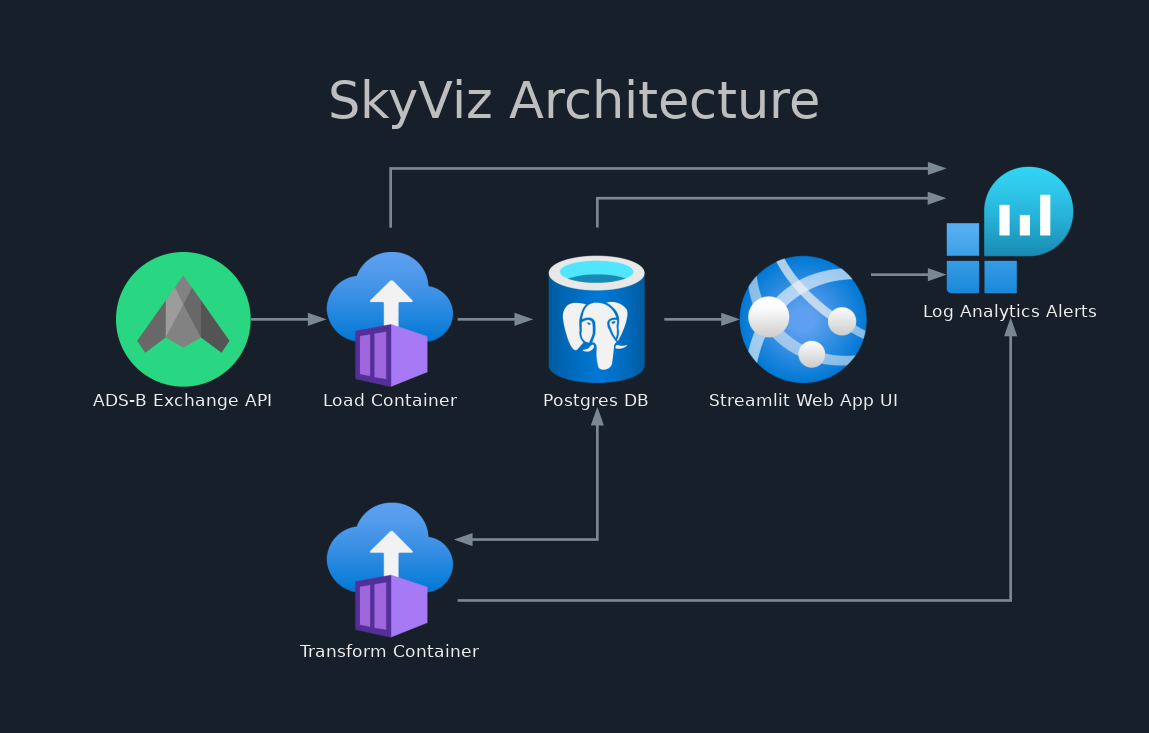 SkyViz Architecture
Log Analytics Alerts
ADS-B Exchange API
Load Container
Postgres DB
Streamlit Web App UI
Transform Container